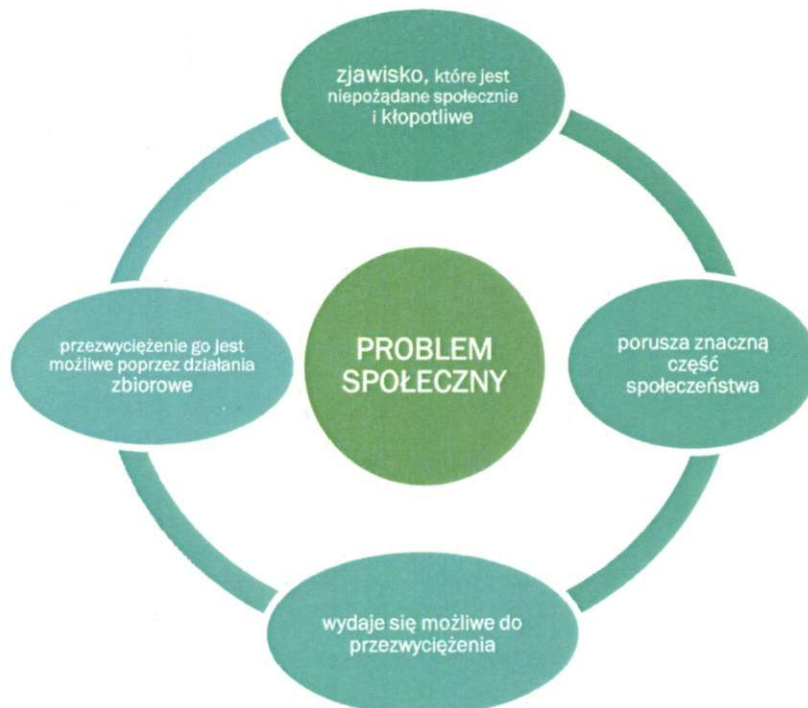 zjawisko, które jest
niepożądane społecznie
i kłopotliwe
przezwyciężenie go jest
możliwe poprzez działania
zbiorowe
PROBLEM
SPOŁECZNY
porusza znaczną
część
społeczeństwa
wydaje się możliwe do
przezwyciężenia